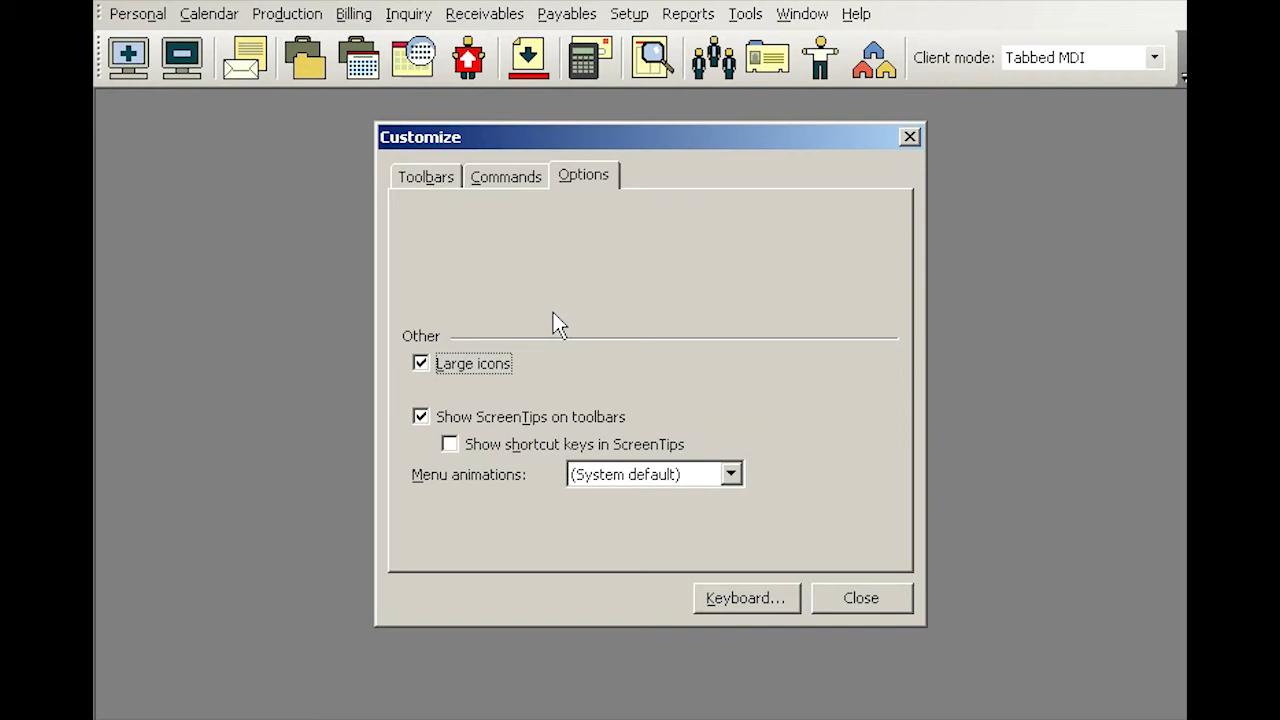 Personal Calendar Production Billing Inquiry Receivables Payables Setup Reports Tools Window Help
Client mode: Tabbed MDI
Customize
Toolbars Commands Options
Other
Large icons
Show ScreenTips on toolbars
Show shortcut keys in ScreenTips
Menu animations: (System default)
Keyboard... Close